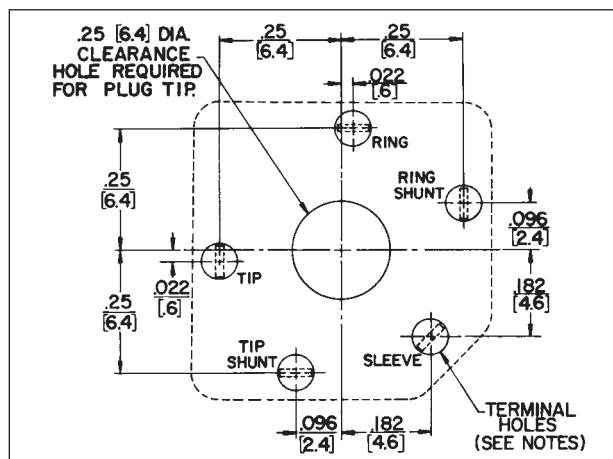 .25 [6.4] DIA.
CLEARANCE
HOLE REQUIRED
FOR PLUG TIP.
.25
[6.4]
.25
[6.4]
.022
[.6]
RING
.25
[6.4]
RING
SHUNT
.096
[2.4]
TIP
.022
[.6]
.182
[4.6]
.25
[6.4]
TIP
SHUNT
SLEEVE
.096
[2.4]
.182
[4.6]
TERMINAL
HOLES
(SEE NOTES)